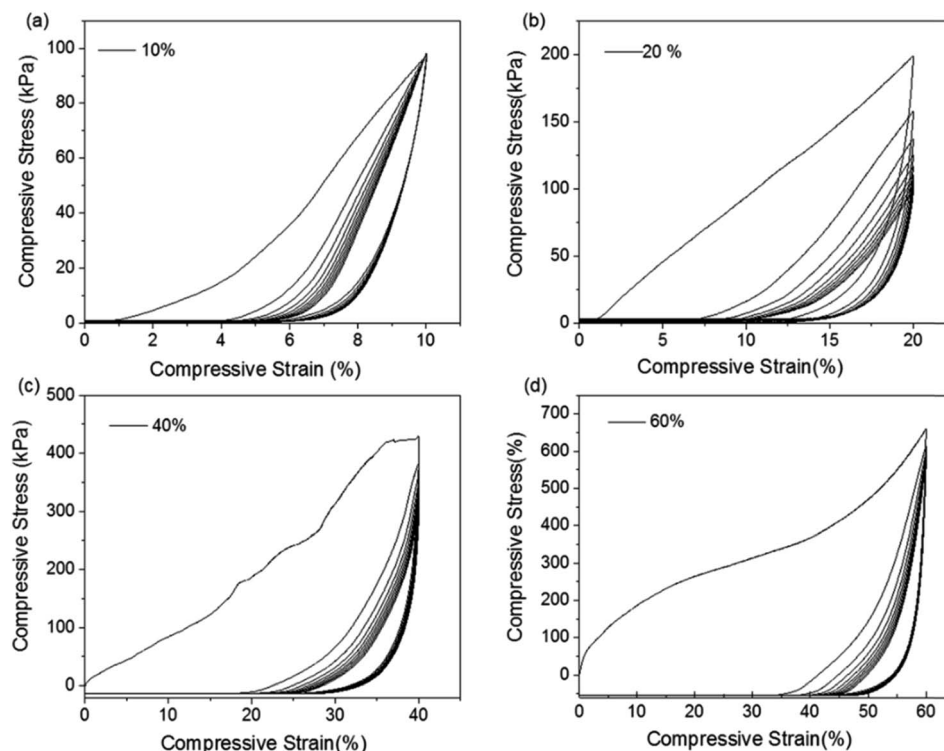 (a)
10%
100
80
60
40
20
0
0 2 4 6 8 10
Compressive Stress (kPa)
Compressive Strain (%)
(b)
20 %
200
150
100
50
0
0 5 10 15 20
Compressive Stress(kPa)
Compressive Strain(%)
(c)
40%
500
400
300
200
100
0
0 10 20 30 40
Compressive Stress (kPa)
Compressive Strain(%)
(d)
60%
700
600
500
400
300
200
100
0
0 10 20 30 40 50 60
Compressive Stress(%)
Compressive Strain(%)